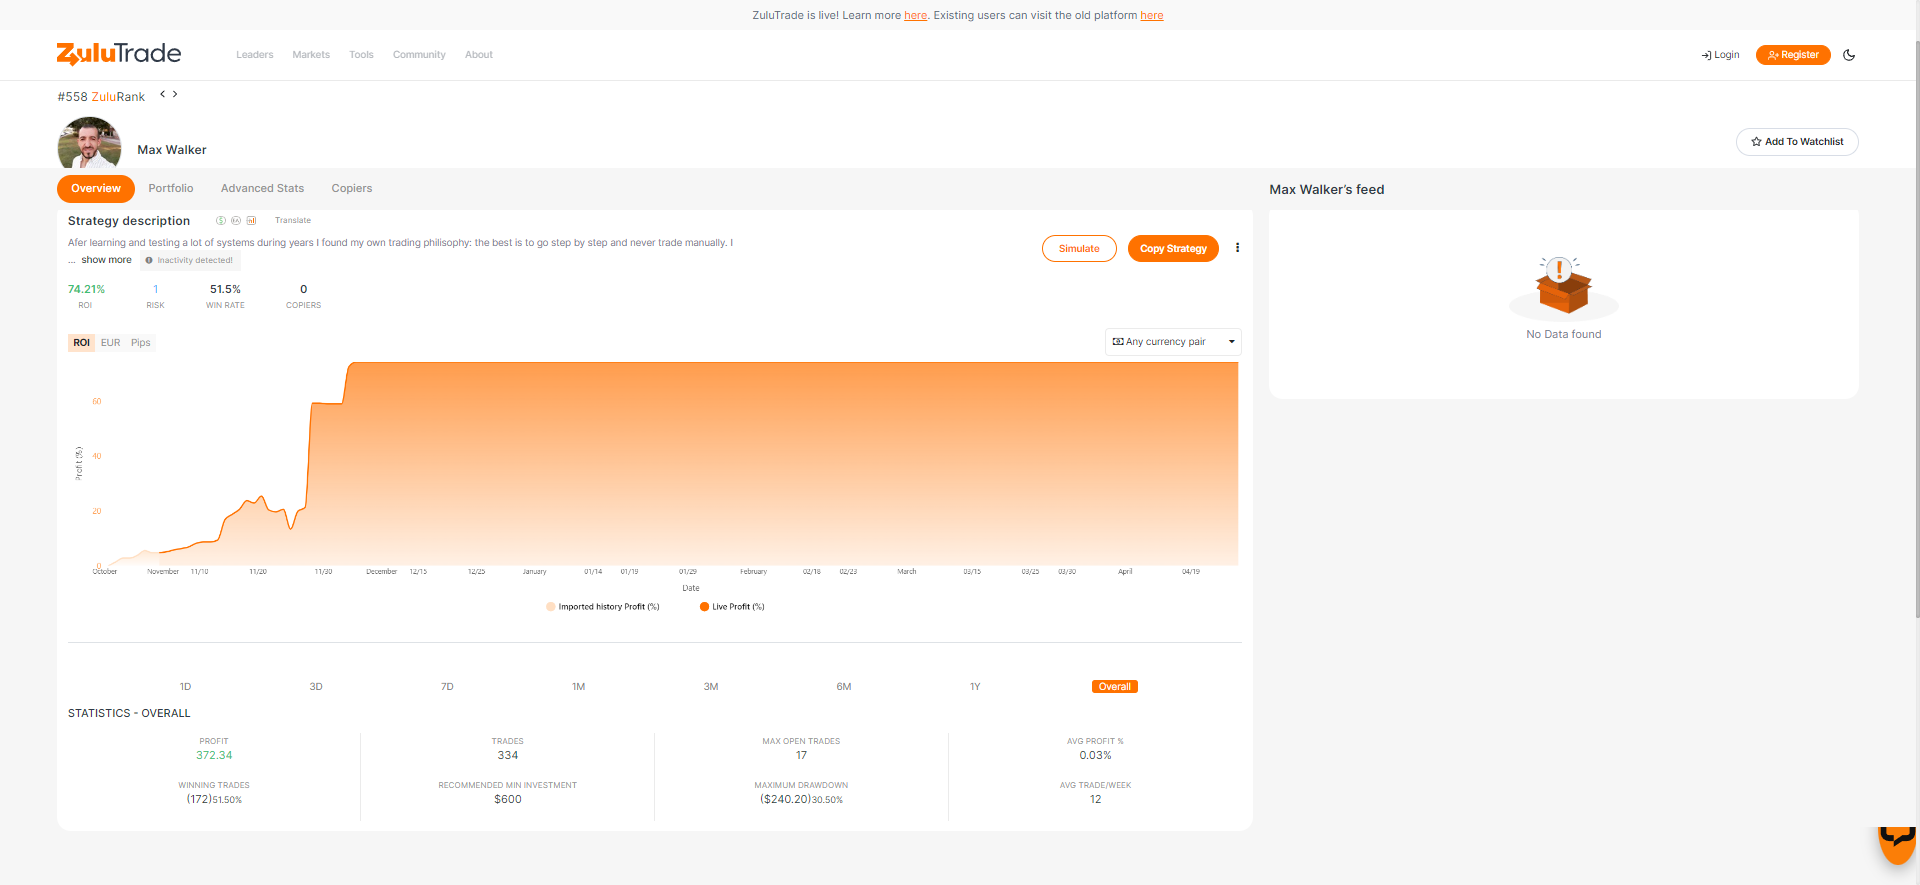 ZuluTrade is live! Learn more here. Existing users can visit the old platform here
ZuluTrade
Leaders Markets Tools Community About
Login Register
#558 ZuluRank
Max Walker
Add To Watchlist
Overview Portfolio Advanced Stats Copiers
Max Walker's feed
Strategy description Translate
Afer learning and testing a lot of systems during years I found my own trading philisophy: the best is to go step by step and never trade manually. I
... show more Inactivity detected!
Simulate Copy Strategy
74.21% 1 51.5% 0
ROI RISK WIN RATE COPIERS
No Data found
ROI EUR Pips
Any currency pair
60
40
20
0
Profit (%)
October November 11/10 11/20 11/30 December 12/15 12/25 January 01/14 01/19 01/29 February 02/18 02/23 March 03/15 03/25 03/30 April 04/19
Date
Imported history Profit (%) Live Profit (%)
1D 3D 7D 1M 3M 6M 1Y Overall
STATISTICS - OVERALL
PROFIT TRADES MAX OPEN TRADES AVG PROFIT %
372.34 334 17 0.03%
WINNING TRADES RECOMMENDED MIN INVESTMENT MAXIMUM DRAWDOWN AVG TRADE/WEEK
(172)51.50% $600 ($240.20)30.50% 12